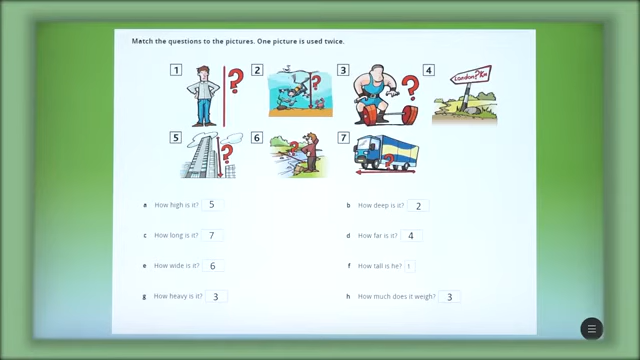 Match the questions to the pictures. One picture is used twice.
1 ? 2 ? 3 ? 4 London ? Km
5 ? 6 ? 7 ?
a How high is it? 5 b How deep is it? 2
c How long is it? 7 d How far is it? 4
e How wide is it? 6 f How tall is he? 1
g How heavy is it? 3 h How much does it weigh? 3